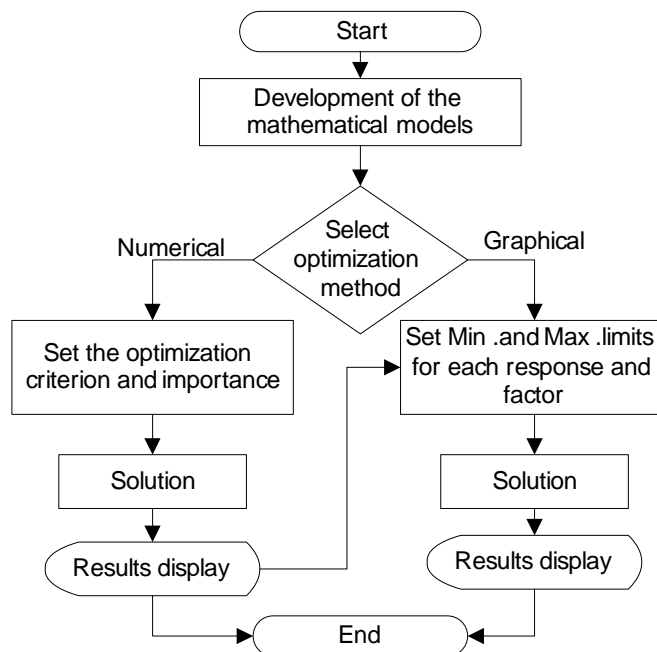 Start
Development of the
mathematical models
Select
optimization
method
Numerical
Graphical
Set the optimization
criterion and importance
Set Min .and Max .limits
for each response and
factor
Solution
Solution
Results display
Results display
End